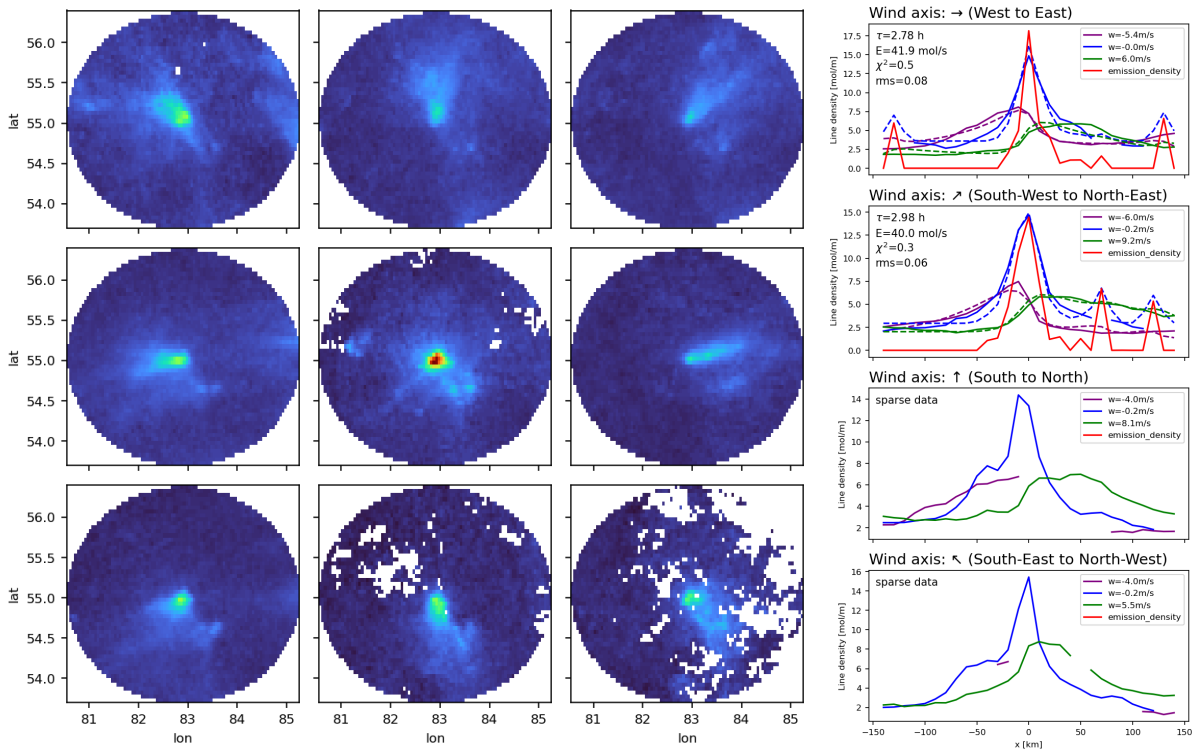 56.0
55.5
55.0
54.5
54.0
lat
56.0
55.5
55.0
54.5
54.0
lat
56.0
55.5
55.0
54.5
54.0
lat
81 82 83 84 85
lon
81 82 83 84 85
lon
81 82 83 84 85
lon
Wind axis: → (West to East)
τ=2.78 h
E=41.9 mol/s
χ²=0.5
rms=0.08
w=-5.4m/s
w=-0.0m/s
w=6.0m/s
emission_density
17.5
15.0
12.5
10.0
7.5
5.0
2.5
0.0
Line density [mol/m]
Wind axis: ↗ (South-West to North-East)
τ=2.98 h
E=40.0 mol/s
χ²=0.3
rms=0.06
w=-6.0m/s
w=-0.2m/s
w=9.2m/s
emission_density
15.0
12.5
10.0
7.5
5.0
2.5
0.0
Line density [mol/m]
Wind axis: ↑ (South to North)
sparse data
w=-4.0m/s
w=-0.2m/s
w=8.1m/s
emission_density
14
12
10
8
6
4
2
Line density [mol/m]
Wind axis: ↖ (South-East to North-West)
sparse data
w=-4.0m/s
w=-0.2m/s
w=5.5m/s
emission_density
16
14
12
10
8
6
4
2
Line density [mol/m]
−150 −100 −50 0 50 100 150
x [km]